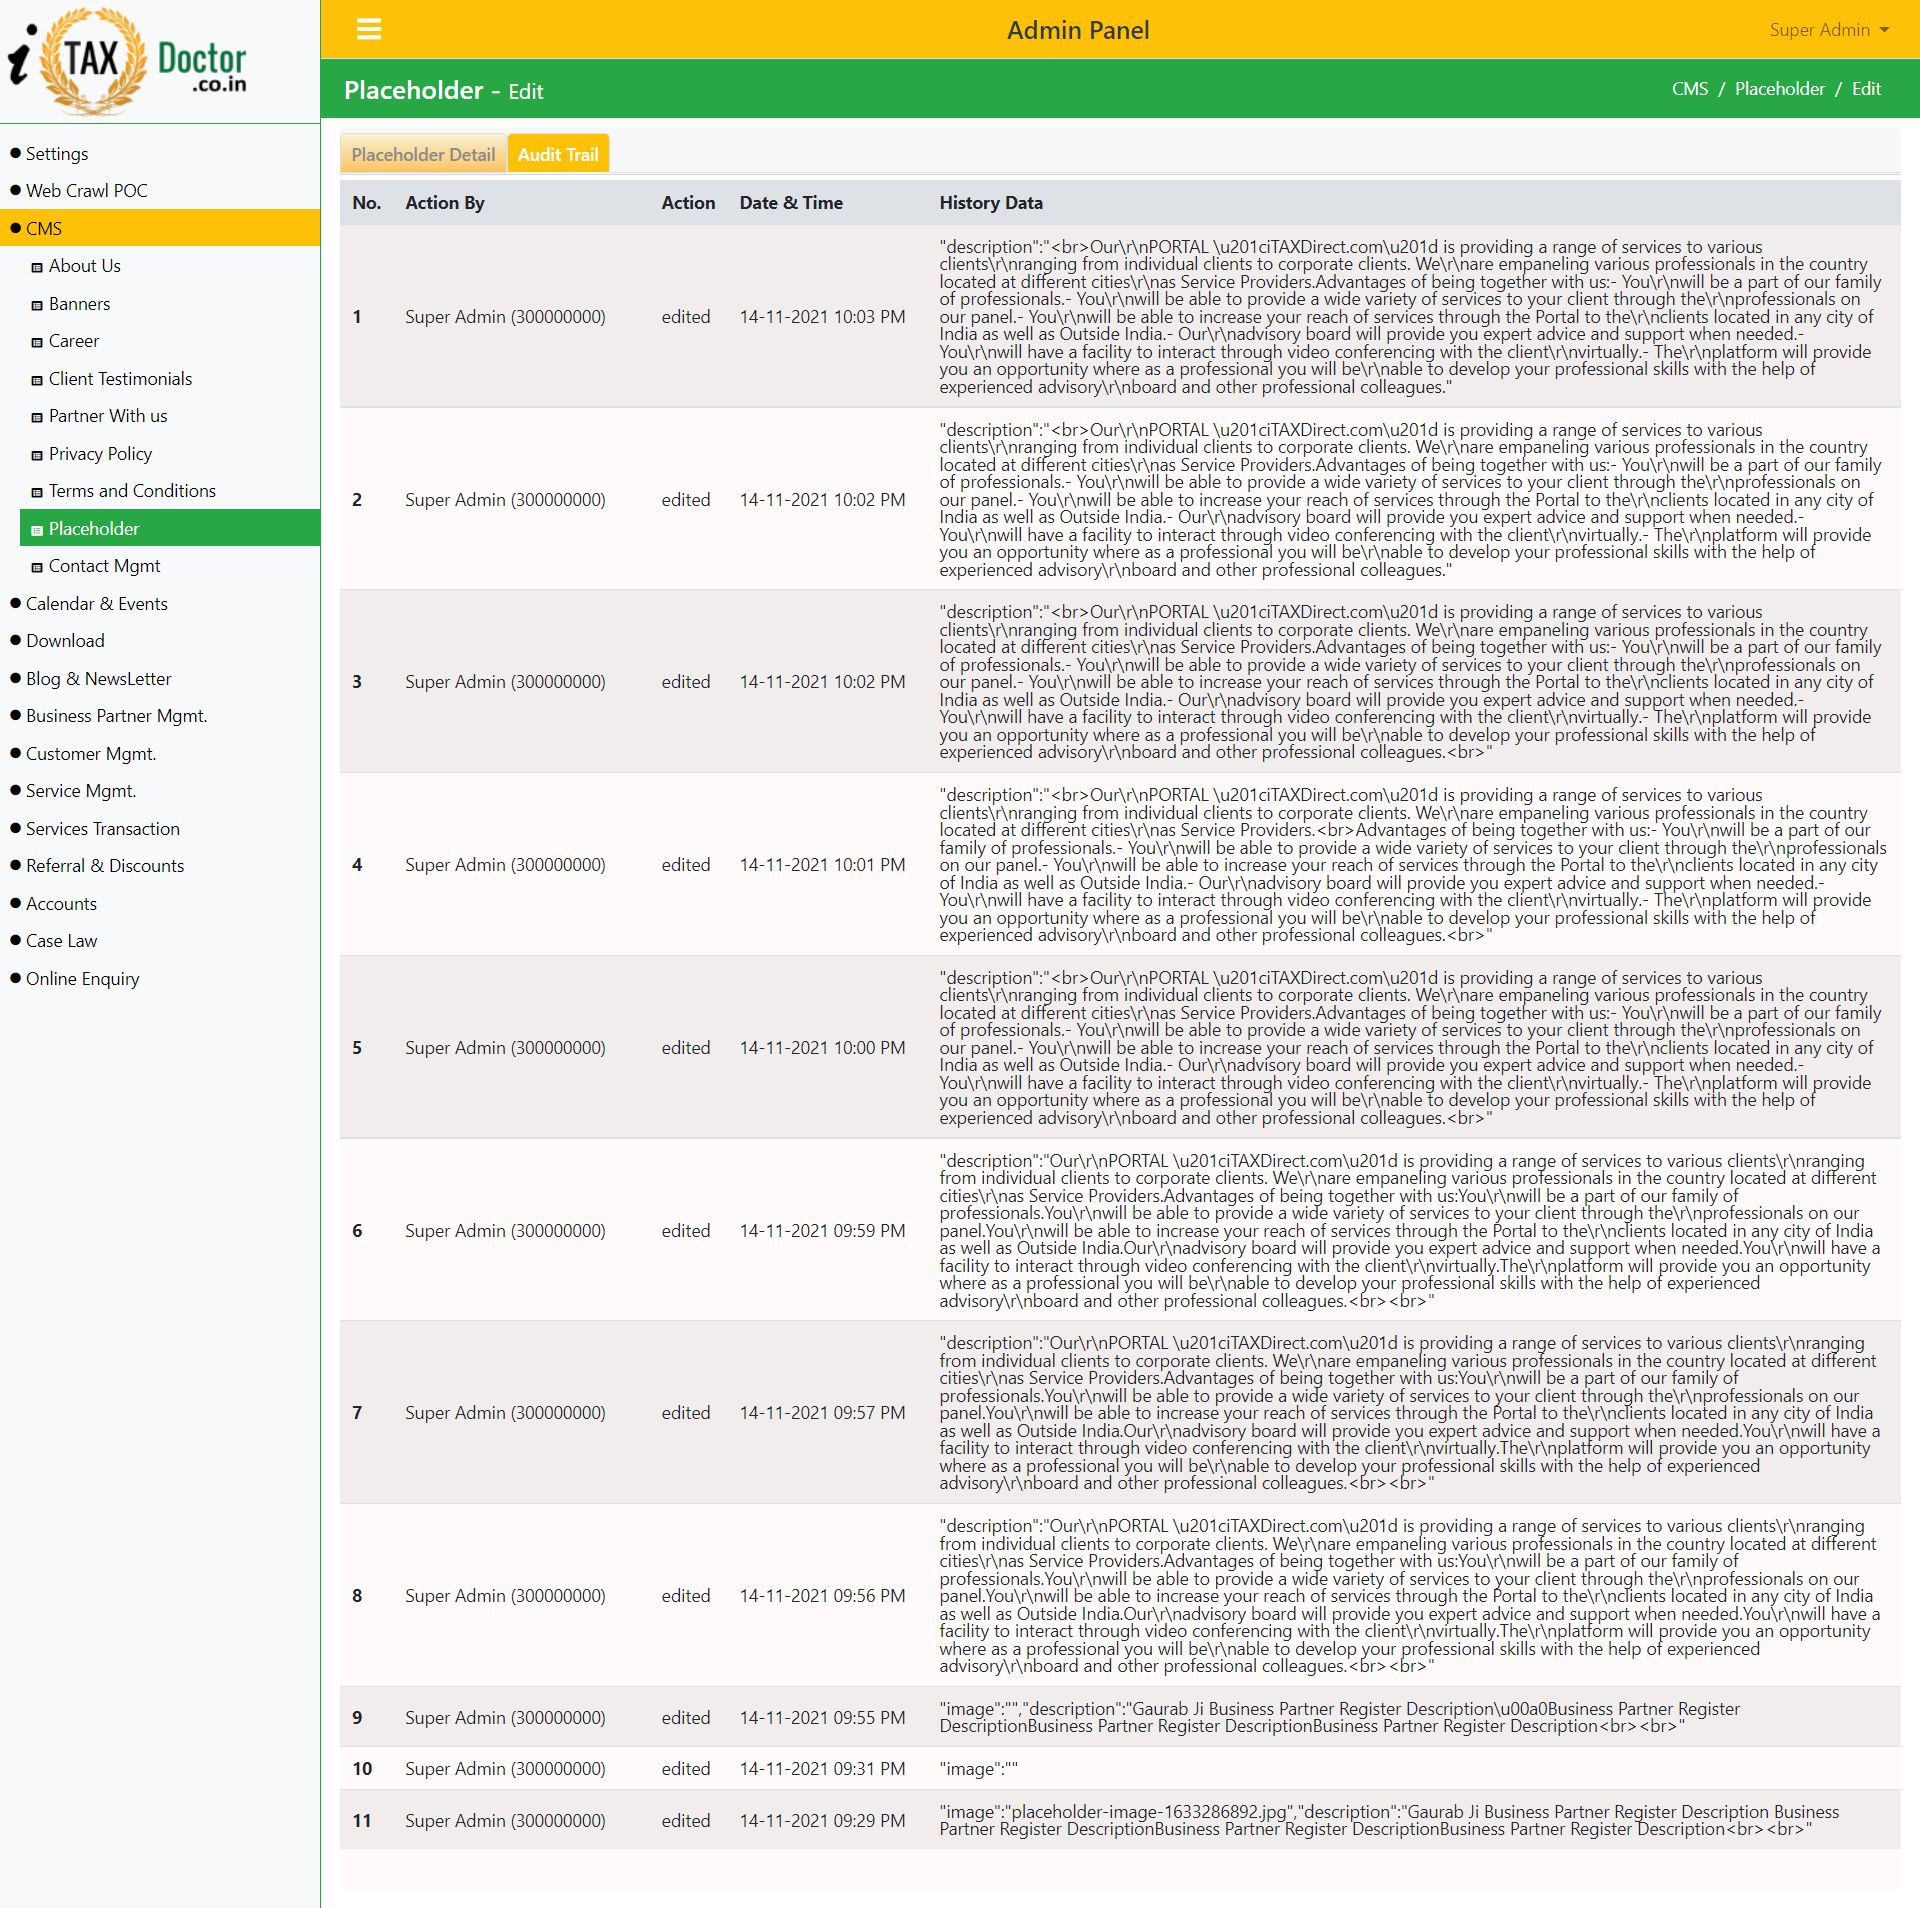 i TAX Doctor
.co.in
Admin Panel
Super Admin
Placeholder - Edit
CMS / Placeholder / Edit
Settings
Web Crawl POC
CMS
About Us
Banners
Career
Client Testimonials
Partner With us
Privacy Policy
Terms and Conditions
Placeholder
Contact Mgmt
Calendar & Events
Download
Blog & NewsLetter
Business Partner Mgmt.
Customer Mgmt.
Service Mgmt.
Services Transaction
Referral & Discounts
Accounts
Case Law
Online Enquiry
Placeholder Detail
Audit Trail
No. Action By Action Date & Time History Data
1 Super Admin (300000000) edited 14-11-2021 10:03 PM
"description":"<br>Our\r\nPORTAL \u201ciTAXDirect.com\u201d is providing a range of services to various
clients\r\nranging from individual clients to corporate clients. We\r\nare empaneling various professionals in the country
located at different cities\r\nas Service Providers.Advantages of being together with us:- You\r\nwill be a part of our family
of professionals.- You\r\nwill be able to provide a wide variety of services to your client through the\r\nprofessionals on
our panel.- You\r\nwill be able to increase your reach of services through the Portal to the\r\nclients located in any city of
India as well as Outside India.- Our\r\nadvisory board will provide you expert advice and support when needed.-
You\r\nwill have a facility to interact through video conferencing with the client\r\nvirtually.- The\r\nplatform will provide
you an opportunity where as a professional you will be\r\nable to develop your professional skills with the help of
experienced advisory\r\nboard and other professional colleagues."
2 Super Admin (300000000) edited 14-11-2021 10:02 PM
"description":"<br>Our\r\nPORTAL \u201ciTAXDirect.com\u201d is providing a range of services to various
clients\r\nranging from individual clients to corporate clients. We\r\nare empaneling various professionals in the country
located at different cities\r\nas Service Providers.Advantages of being together with us:- You\r\nwill be a part of our family
of professionals.- You\r\nwill be able to provide a wide variety of services to your client through the\r\nprofessionals on
our panel.- You\r\nwill be able to increase your reach of services through the Portal to the\r\nclients located in any city of
India as well as Outside India.- Our\r\nadvisory board will provide you expert advice and support when needed.-
You\r\nwill have a facility to interact through video conferencing with the client\r\nvirtually.- The\r\nplatform will provide
you an opportunity where as a professional you will be\r\nable to develop your professional skills with the help of
experienced advisory\r\nboard and other professional colleagues."
3 Super Admin (300000000) edited 14-11-2021 10:02 PM
"description":"<br>Our\r\nPORTAL \u201ciTAXDirect.com\u201d is providing a range of services to various
clients\r\nranging from individual clients to corporate clients. We\r\nare empaneling various professionals in the country
located at different cities\r\nas Service Providers.Advantages of being together with us:- You\r\nwill be a part of our family
of professionals.- You\r\nwill be able to provide a wide variety of services to your client through the\r\nprofessionals on
our panel.- You\r\nwill be able to increase your reach of services through the Portal to the\r\nclients located in any city of
India as well as Outside India.- Our\r\nadvisory board will provide you expert advice and support when needed.-
You\r\nwill have a facility to interact through video conferencing with the client\r\nvirtually.- The\r\nplatform will provide
you an opportunity where as a professional you will be\r\nable to develop your professional skills with the help of
experienced advisory\r\nboard and other professional colleagues.<br>"
4 Super Admin (300000000) edited 14-11-2021 10:01 PM
"description":"<br>Our\r\nPORTAL \u201ciTAXDirect.com\u201d is providing a range of services to various
clients\r\nranging from individual clients to corporate clients. We\r\nare empaneling various professionals in the country
located at different cities\r\nas Service Providers.<br>Advantages of being together with us:- You\r\nwill be a part of our
family of professionals.- You\r\nwill be able to provide a wide variety of services to your client through the\r\nprofessionals
on our panel.- You\r\nwill be able to increase your reach of services through the Portal to the\r\nclients located in any city
of India as well as Outside India.- Our\r\nadvisory board will provide you expert advice and support when needed.-
You\r\nwill have a facility to interact through video conferencing with the client\r\nvirtually.- The\r\nplatform will provide
you an opportunity where as a professional you will be\r\nable to develop your professional skills with the help of
experienced advisory\r\nboard and other professional colleagues.<br>"
5 Super Admin (300000000) edited 14-11-2021 10:00 PM
"description":"<br>Our\r\nPORTAL \u201ciTAXDirect.com\u201d is providing a range of services to various
clients\r\nranging from individual clients to corporate clients. We\r\nare empaneling various professionals in the country
located at different cities\r\nas Service Providers.Advantages of being together with us:- You\r\nwill be a part of our family
of professionals.- You\r\nwill be able to provide a wide variety of services to your client through the\r\nprofessionals on
our panel.- You\r\nwill be able to increase your reach of services through the Portal to the\r\nclients located in any city of
India as well as Outside India.- Our\r\nadvisory board will provide you expert advice and support when needed.-
You\r\nwill have a facility to interact through video conferencing with the client\r\nvirtually.- The\r\nplatform will provide
you an opportunity where as a professional you will be\r\nable to develop your professional skills with the help of
experienced advisory\r\nboard and other professional colleagues.<br>"
6 Super Admin (300000000) edited 14-11-2021 09:59 PM
"description":"Our\r\nPORTAL \u201ciTAXDirect.com\u201d is providing a range of services to various clients\r\nranging
from individual clients to corporate clients. We\r\nare empaneling various professionals in the country located at different
cities\r\nas Service Providers.Advantages of being together with us:You\r\nwill be a part of our family of
professionals.You\r\nwill be able to provide a wide variety of services to your client through the\r\nprofessionals on our
panel.You\r\nwill be able to increase your reach of services through the Portal to the\r\nclients located in any city of India
as well as Outside India.Our\r\nadvisory board will provide you expert advice and support when needed.You\r\nwill have a
facility to interact through video conferencing with the client\r\nvirtually.The\r\nplatform will provide you an opportunity
where as a professional you will be\r\nable to develop your professional skills with the help of experienced
advisory\r\nboard and other professional colleagues.<br><br>"
7 Super Admin (300000000) edited 14-11-2021 09:57 PM
"description":"Our\r\nPORTAL \u201ciTAXDirect.com\u201d is providing a range of services to various clients\r\nranging
from individual clients to corporate clients. We\r\nare empaneling various professionals in the country located at different
cities\r\nas Service Providers.Advantages of being together with us:You\r\nwill be a part of our family of
professionals.You\r\nwill be able to provide a wide variety of services to your client through the\r\nprofessionals on our
panel.You\r\nwill be able to increase your reach of services through the Portal to the\r\nclients located in any city of India
as well as Outside India.Our\r\nadvisory board will provide you expert advice and support when needed.You\r\nwill have a
facility to interact through video conferencing with the client\r\nvirtually.The\r\nplatform will provide you an opportunity
where as a professional you will be\r\nable to develop your professional skills with the help of experienced
advisory\r\nboard and other professional colleagues.<br><br>"
8 Super Admin (300000000) edited 14-11-2021 09:56 PM
"description":"Our\r\nPORTAL \u201ciTAXDirect.com\u201d is providing a range of services to various clients\r\nranging
from individual clients to corporate clients. We\r\nare empaneling various professionals in the country located at different
cities\r\nas Service Providers.Advantages of being together with us:You\r\nwill be a part of our family of
professionals.You\r\nwill be able to provide a wide variety of services to your client through the\r\nprofessionals on our
panel.You\r\nwill be able to increase your reach of services through the Portal to the\r\nclients located in any city of India
as well as Outside India.Our\r\nadvisory board will provide you expert advice and support when needed.You\r\nwill have a
facility to interact through video conferencing with the client\r\nvirtually.The\r\nplatform will provide you an opportunity
where as a professional you will be\r\nable to develop your professional skills with the help of experienced
advisory\r\nboard and other professional colleagues.<br><br>"
9 Super Admin (300000000) edited 14-11-2021 09:55 PM
"image":"","description":"Gaurab Ji Business Partner Register Description\u00a0Business Partner Register
DescriptionBusiness Partner Register DescriptionBusiness Partner Register Description<br><br>"
10 Super Admin (300000000) edited 14-11-2021 09:31 PM "image":""
11 Super Admin (300000000) edited 14-11-2021 09:29 PM
"image":"placeholder-image-1633286892.jpg","description":"Gaurab Ji Business Partner Register Description Business
Partner Register DescriptionBusiness Partner Register DescriptionBusiness Partner Register Description<br><br>"